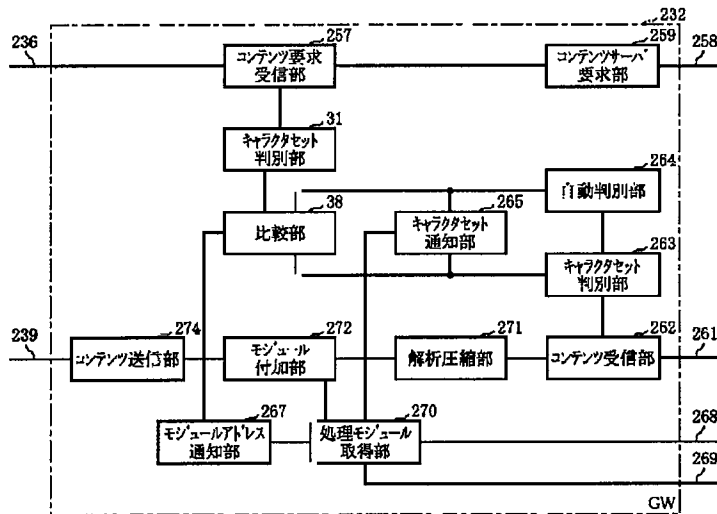 232
236
257
コンテンツ要求
受信部
259
コンテンツサーバ
要求部
258
31
キャラクタセット
判別部
264
自動判別部
38
比較部
265
キャラクタセット
通知部
263
キャラクタセット
判別部
239
274
コンテンツ送信部
272
モジュール
付加部
271
解析圧縮部
262
コンテンツ受信部
261
267
モジュールアドレス
通知部
270
処理モジュール
取得部
268
269
GW